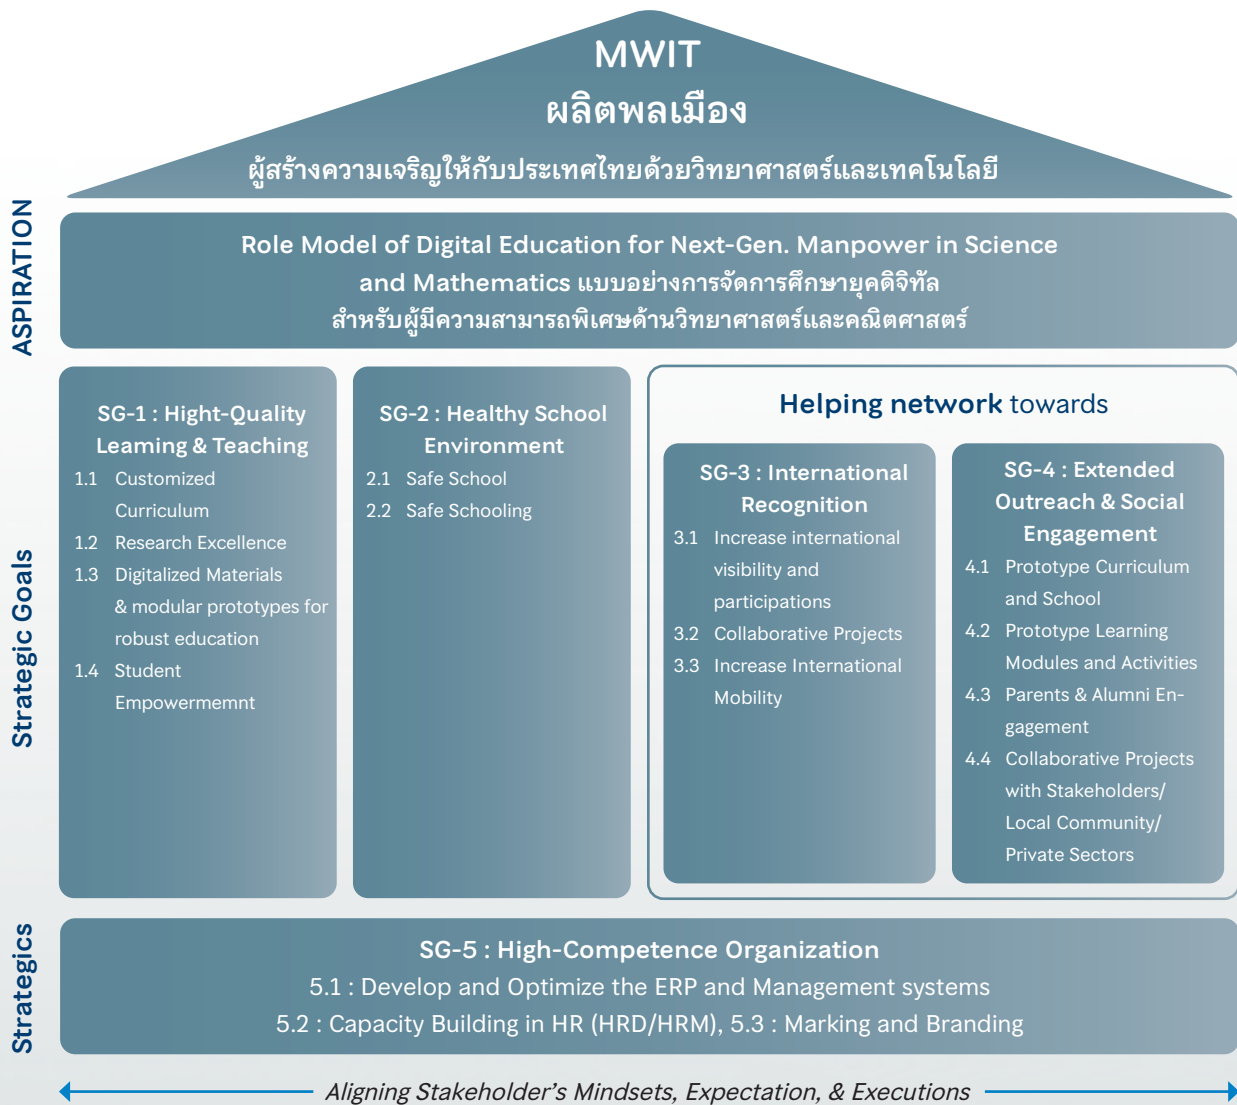 MWIT
ผลิตพลเมือง
ผู้สร้างความเจริญให้กับประเทศไทยด้วยวิทยาศาสตร์และเทคโนโลยี
ASPIRATION
Role Model of Digital Education for Next-Gen. Manpower in Science
and Mathematics แบบอย่างการจัดการศึกษายุคดิจิทัล
สำหรับผู้มีความสามารถพิเศษด้านวิทยาศาสตร์และคณิตศาสตร์
Strategic Goals
SG-1 : Hight-Quality
Leaming & Teaching
1.1 Customized
Curriculum
1.2 Research Excellence
1.3 Digitalized Materials
& modular prototypes for
robust education
1.4 Student
Empowermemnt
SG-2 : Healthy School
Environment
2.1 Safe School
2.2 Safe Schooling
Helping network towards
SG-3 : International
Recognition
3.1 Increase international
visibility and
participations
3.2 Collaborative Projects
3.3 Increase International
Mobility
SG-4 : Extended
Outreach & Social
Engagement
4.1 Prototype Curriculum
and School
4.2 Prototype Learning
Modules and Activities
4.3 Parents & Alumni En-
gagement
4.4 Collaborative Projects
with Stakeholders/
Local Community/
Private Sectors
Strategics
SG-5 : High-Competence Organization
5.1 : Develop and Optimize the ERP and Management systems
5.2 : Capacity Building in HR (HRD/HRM), 5.3 : Marking and Branding
Aligning Stakeholder's Mindsets, Expectation, & Executions